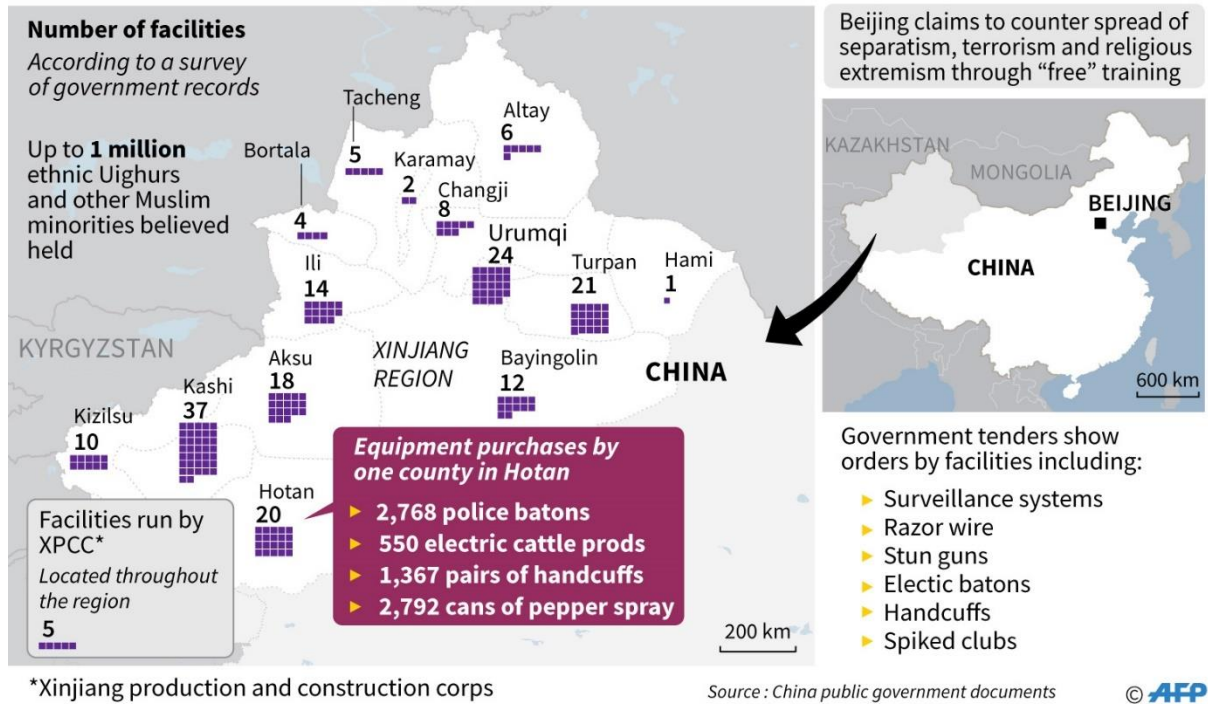 Number of facilities
According to a survey
of government records
Up to 1 million
ethnic Uighurs
and other Muslim
minorities believed
held
Tacheng
5
Altay
6
Bortala
4
Karamay
2
Changji
8
Urumqi
24
Turpan
21
Hami
1
Ili
14
KYRGYZSTAN
Aksu
18
XINJIANG
REGION
Bayingolin
12
CHINA
Kashi
37
Kizilsu
10
Hotan
20
Equipment purchases by
one county in Hotan
2,768 police batons
550 electric cattle prods
1,367 pairs of handcuffs
2,792 cans of pepper spray
Facilities run by
XPCC*
Located throughout
the region
5
200 km
Beijing claims to counter spread of
separatism, terrorism and religious
extremism through “free” training
KAZAKHSTAN
MONGOLIA
BEIJING
CHINA
600 km
Government tenders show
orders by facilities including:
Surveillance systems
Razor wire
Stun guns
Electic batons
Handcuffs
Spiked clubs
*Xinjiang production and construction corps
Source : China public government documents
© AFP